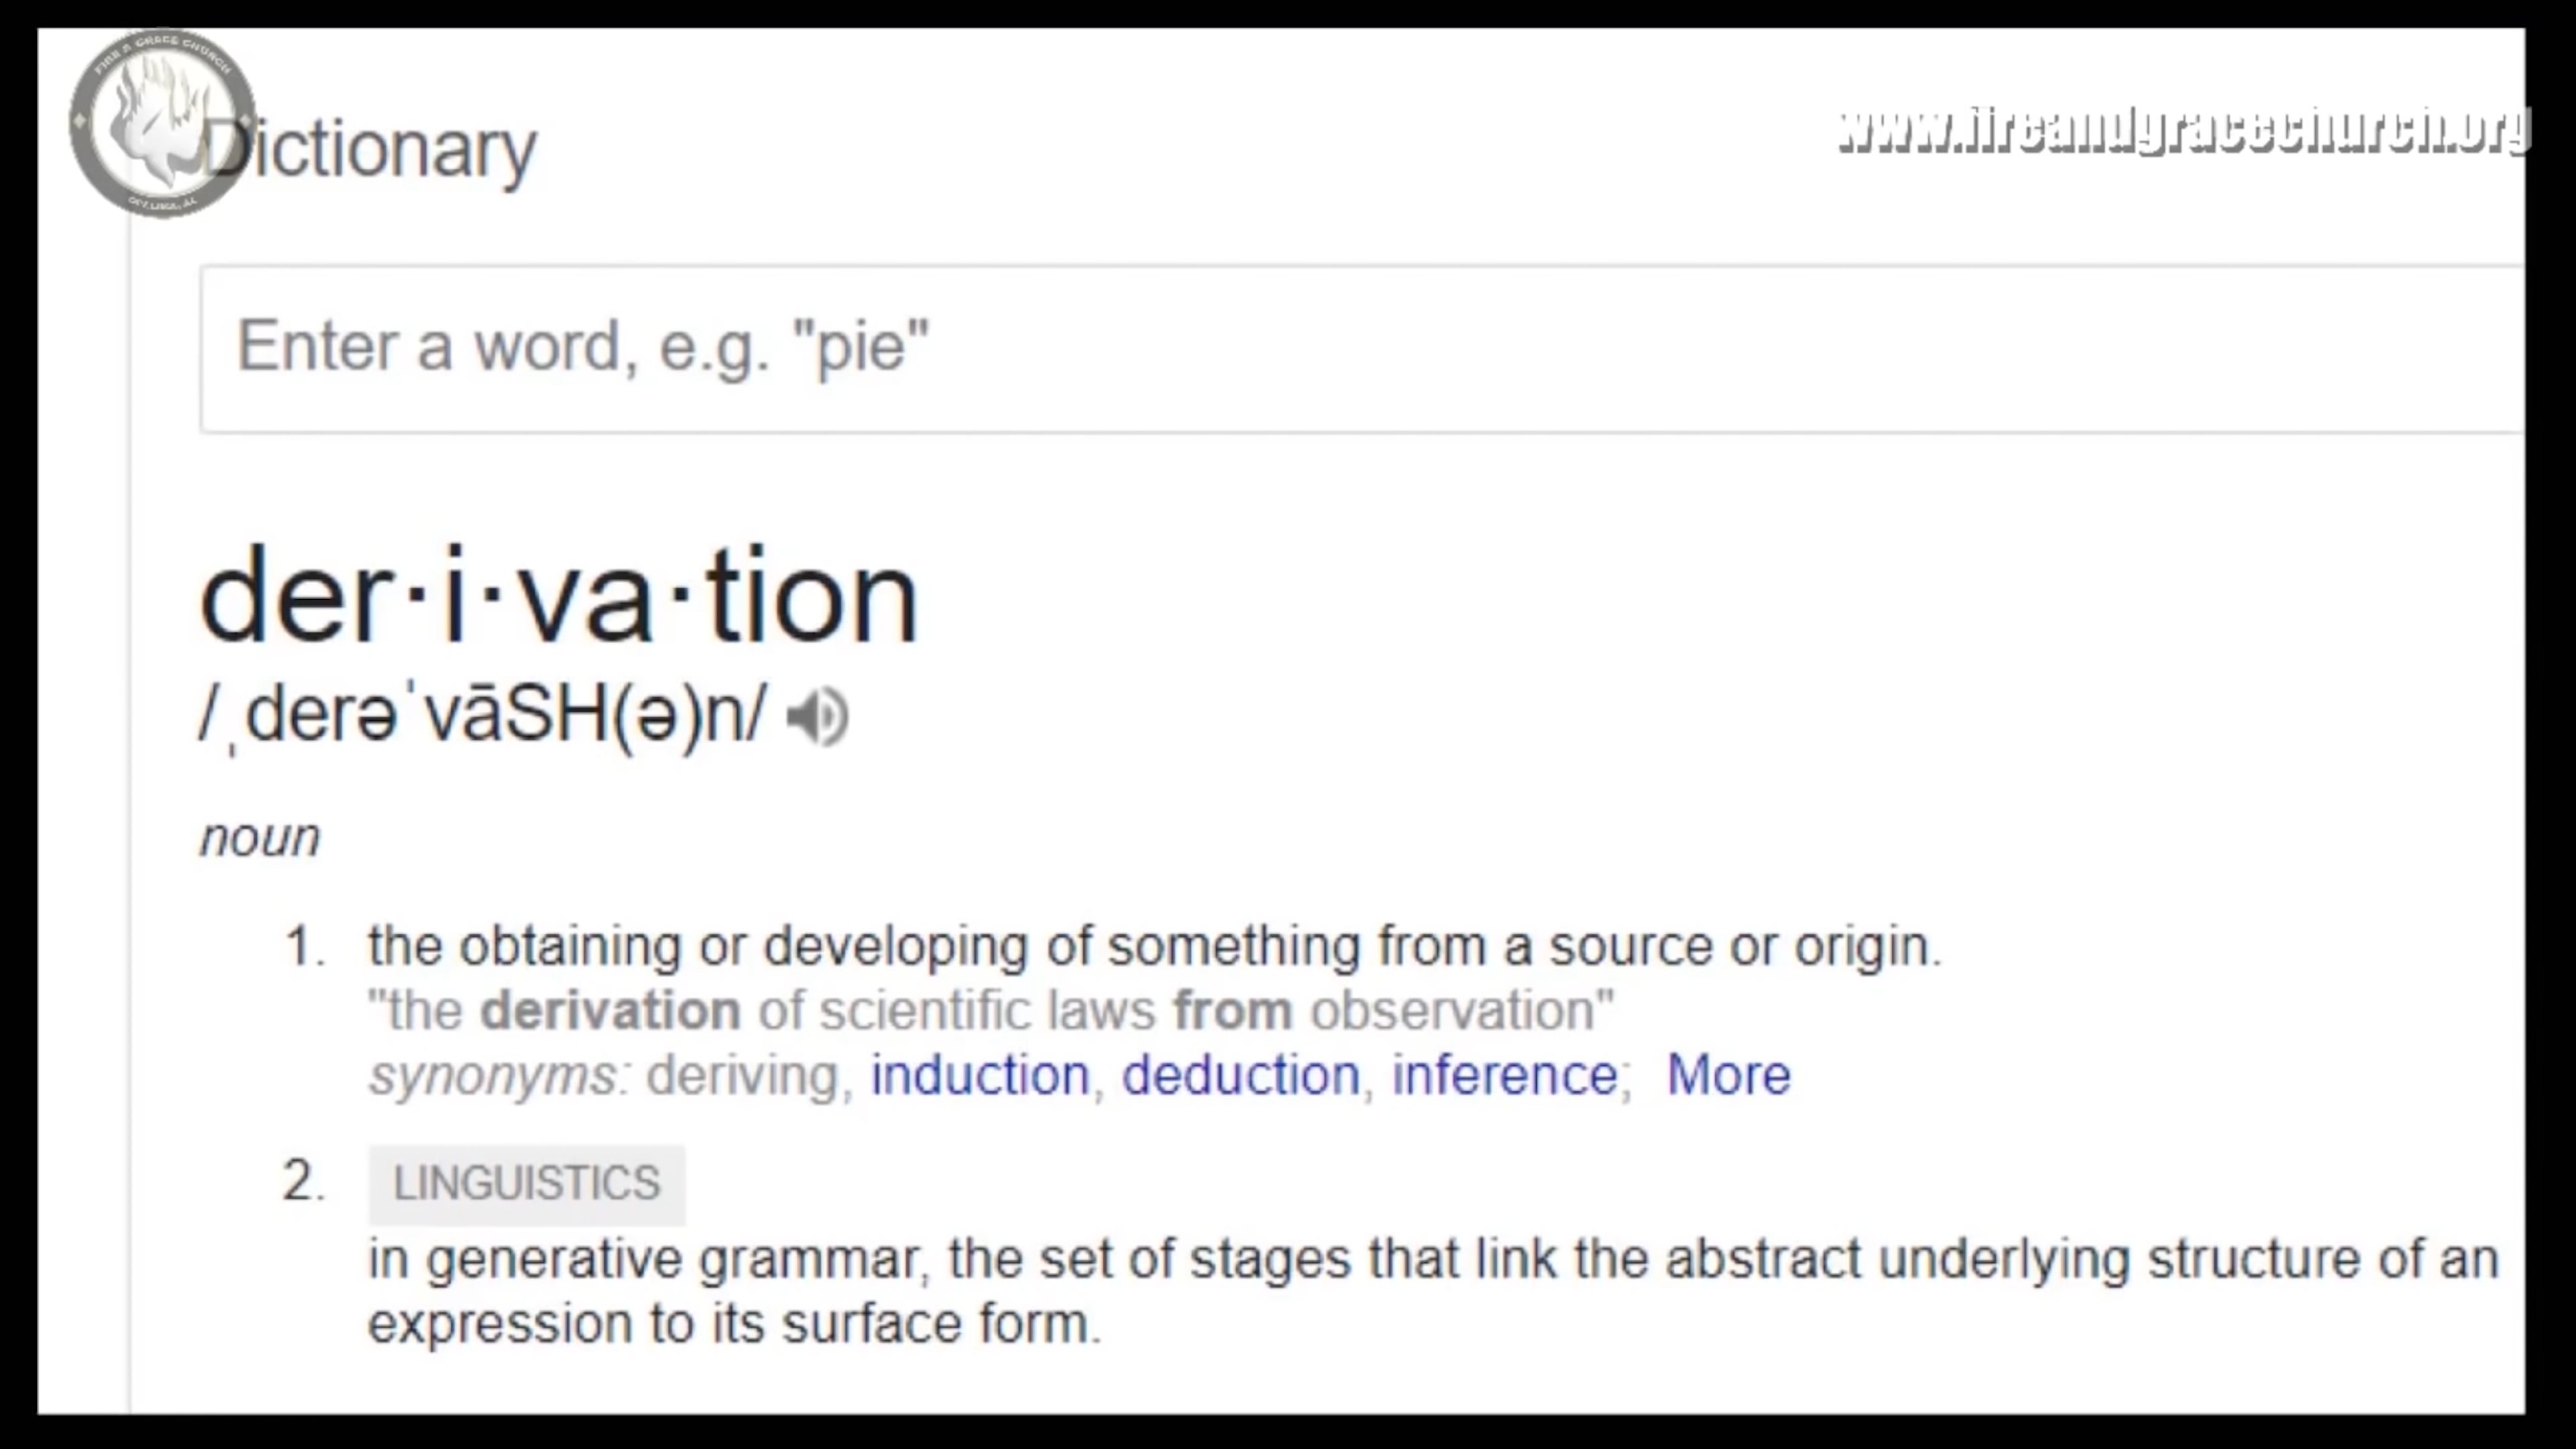 FIRE & GRACE CHURCH
www.fireandgracechurch.org
Dictionary
Enter a word, e.g. "pie"
der·i·va·tion
/ˌderəˈvāSH(ə)n/
noun
1. the obtaining or developing of something from a source or origin.
"the derivation of scientific laws from observation"
synonyms: deriving, induction, deduction, inference; More
2. LINGUISTICS
in generative grammar, the set of stages that link the abstract underlying structure of an
expression to its surface form.